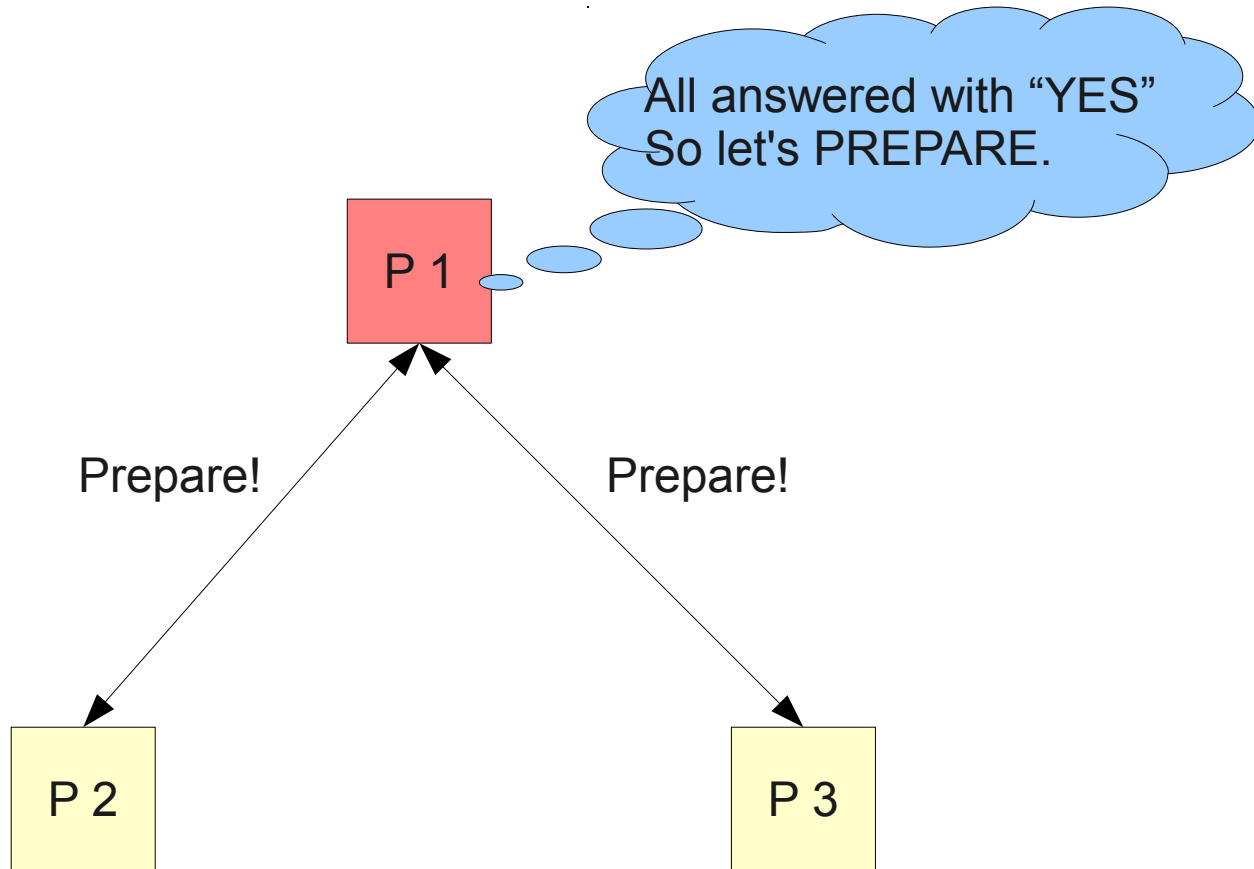 All answered with “YES”
So let's PREPARE.
P 1
Prepare!
Prepare!
P 2
P 3